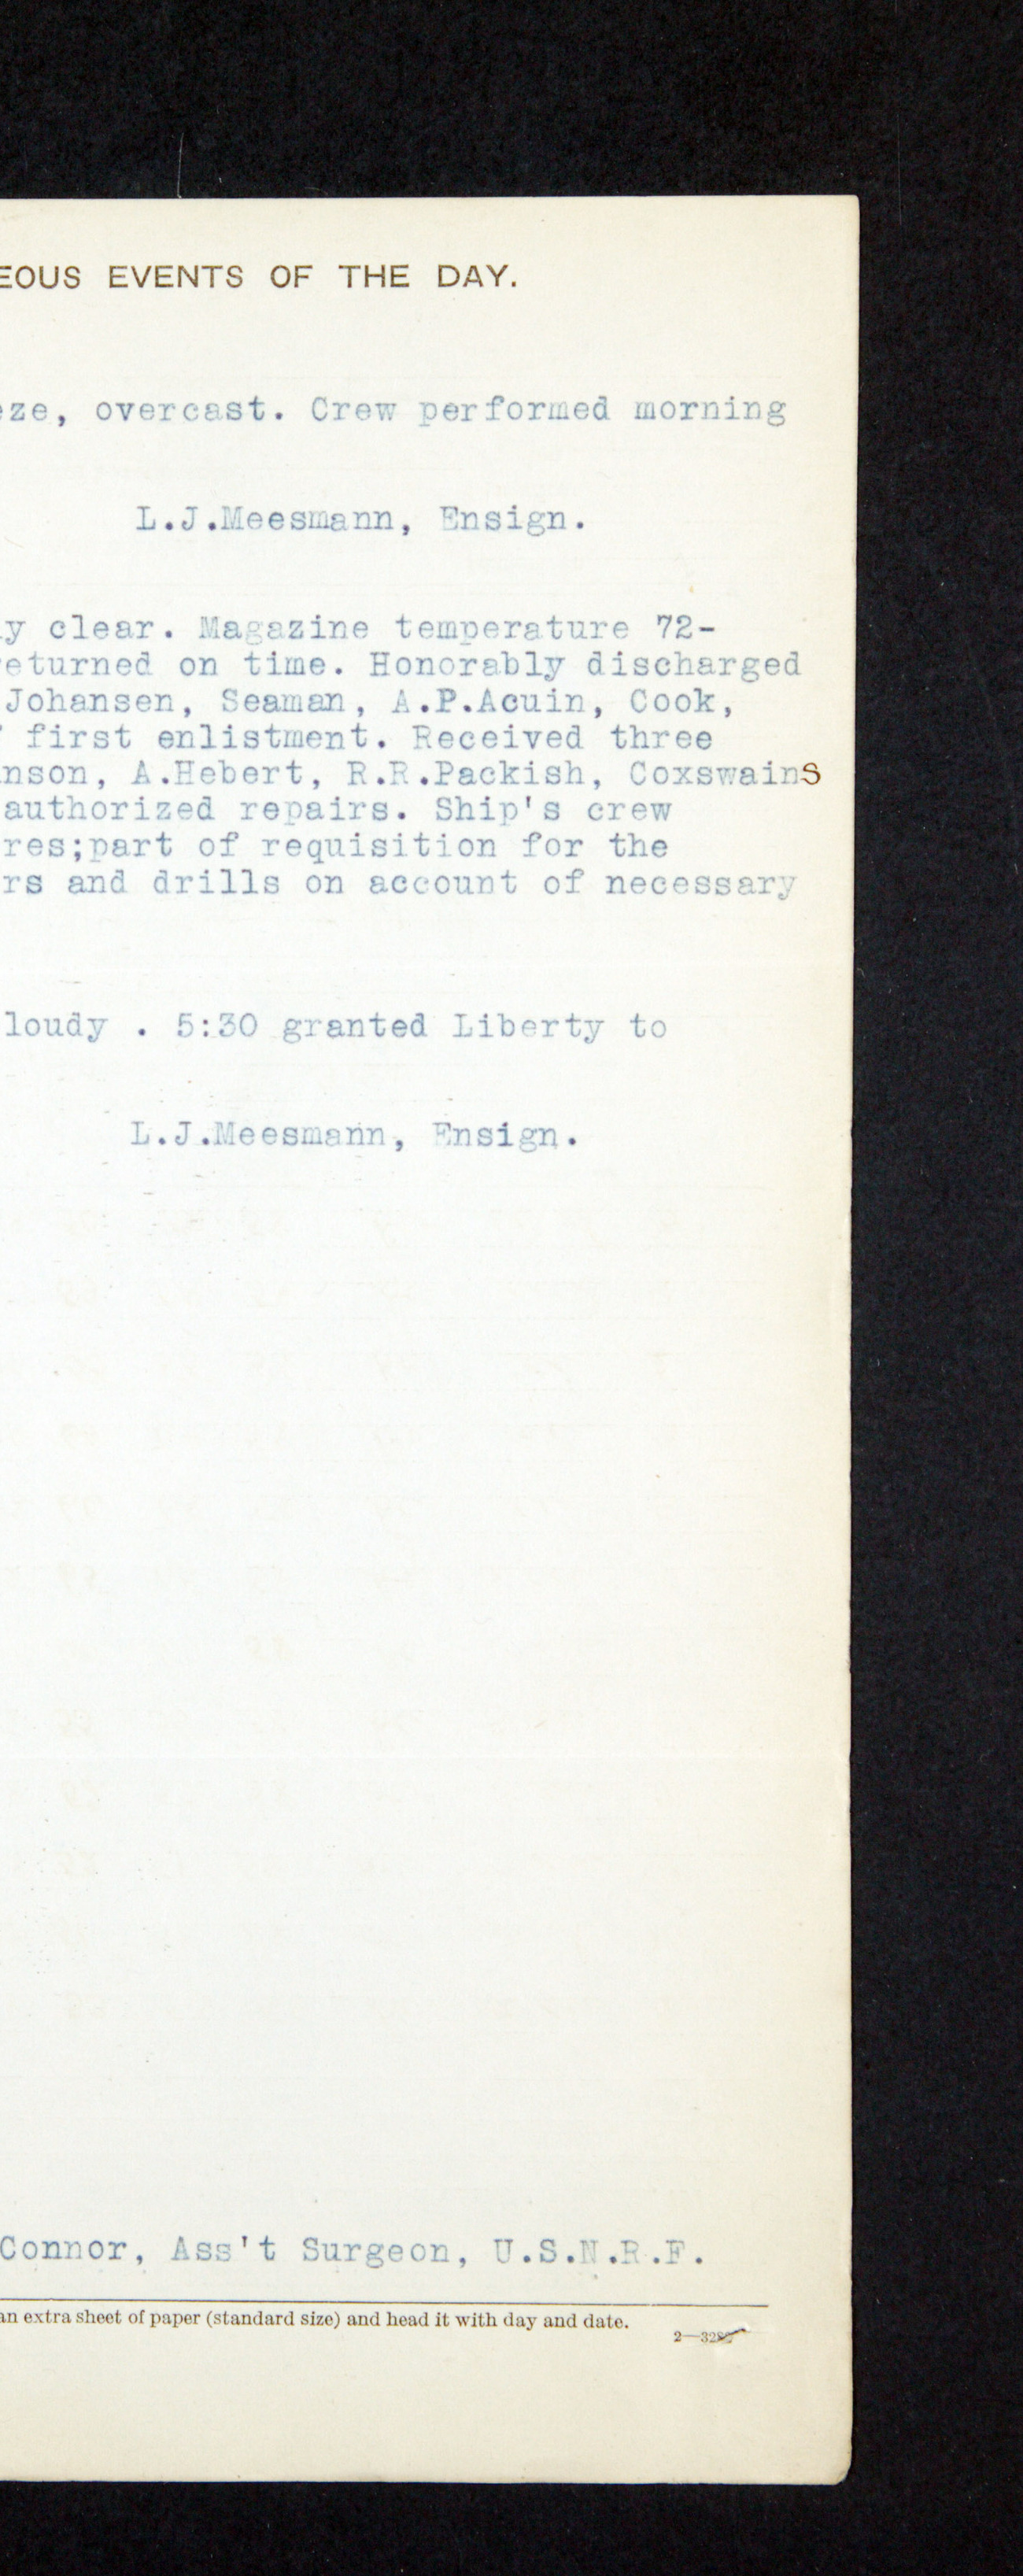 EOUS EVENTS OF THE DAY.
eze, overcast. Crew performed morning
L.J.Meesmann, Ensign.
y clear. Magazine temperature 72-
returned on time. Honorably discharged
Johansen, Seaman, A.P.Acuin, Cook,
first enlistment. Received three
nson, A.Hebert, R.R.Packish, Coxswains
authorized repairs. Ship's crew
res;part of requisition for the
rs and drills on account of necessary
loudy . 5:30 granted Liberty to
L.J.Meesmann, Ensign.
Connor, Ass't Surgeon, U.S.N.R.F.
an extra sheet of paper (standard size) and head it with day and date.